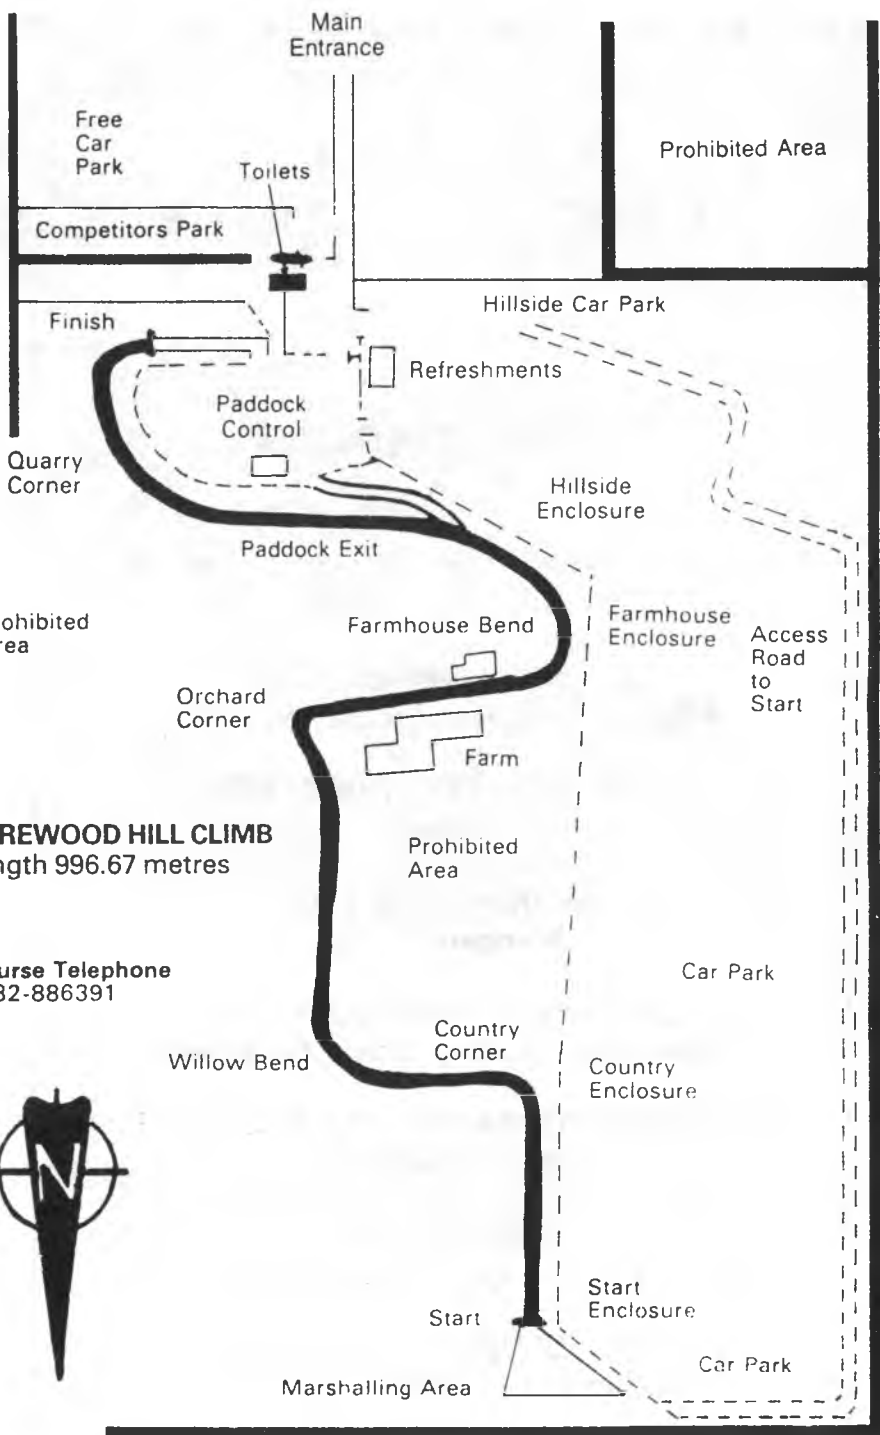 Main
Entrance
Free
Car
Park
Toilets
Prohibited Area
Competitors Park
Hillside Car Park
Finish
Refreshments
Paddock
Control
Quarry
Corner
Hillside
Enclosure
Paddock Exit
ohibited
rea
Farmhouse Bend
Farmhouse
Enclosure
Access
Road
to
Start
Orchard
Corner
Farm
REWOOD HILL CLIMB
ngth 996.67 metres
Prohibited
Area
urse Telephone
32-886391
Car Park
Country
Corner
Willow Bend
Country
Enclosure
N
Start
Enclosure
Start
Car Park
Marshalling Area